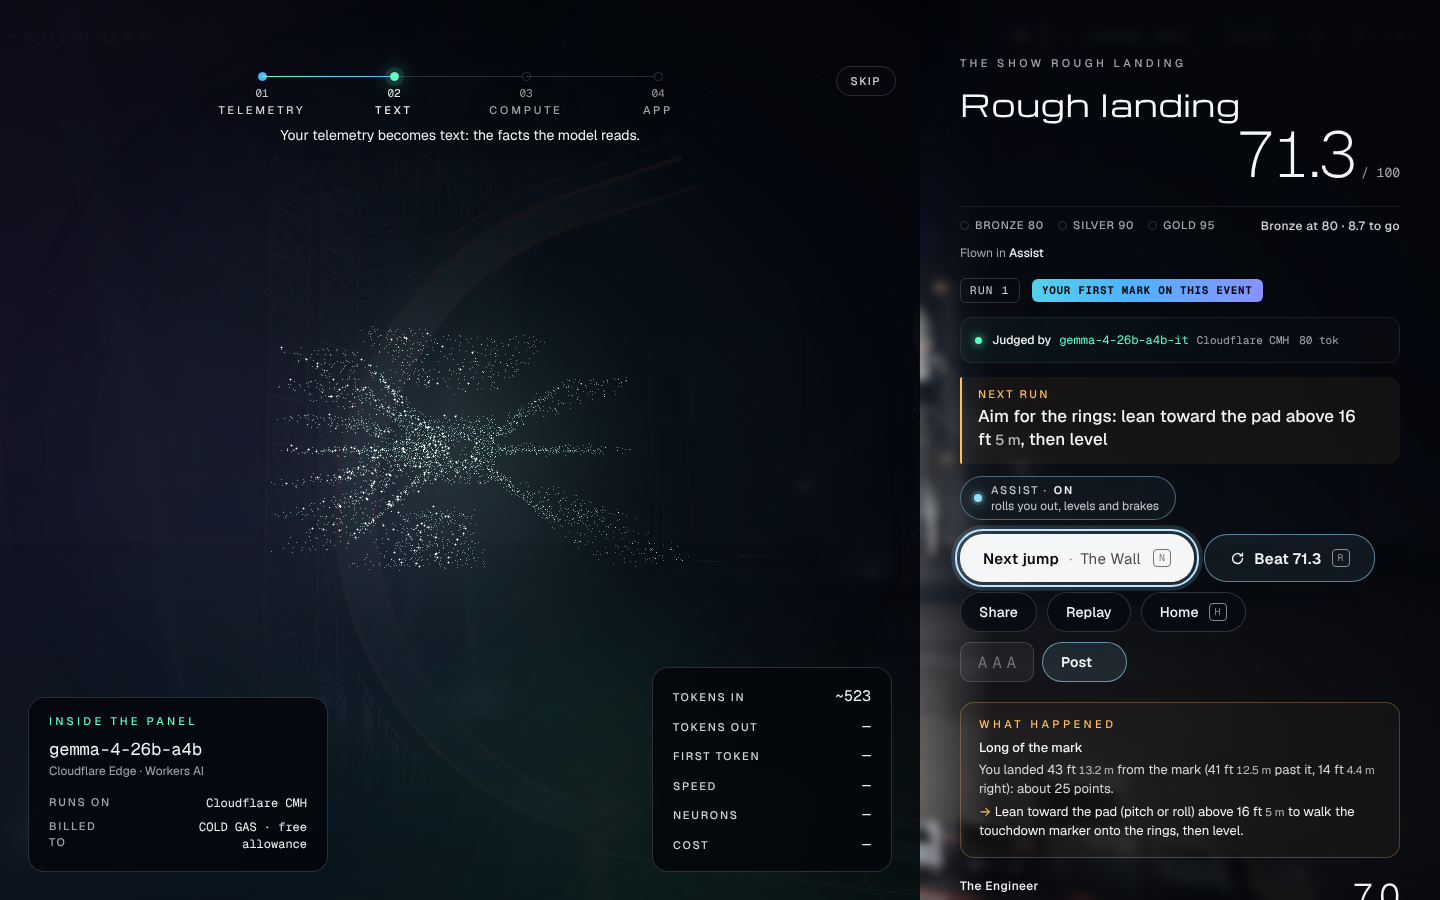 COLD GAS
01
TELEMETRY
02
TEXT
03
COMPUTE
04
APP
SKIP
Your telemetry becomes text: the facts the model reads.
INSIDE THE PANEL
gemma-4-26b-a4b
Cloudflare Edge · Workers AI
RUNS ON Cloudflare CMH
BILLED TO COLD GAS · free allowance
TOKENS IN ~523
TOKENS OUT —
FIRST TOKEN —
SPEED —
NEURONS —
COST —
THE SHOW ROUGH LANDING
Rough landing
71.3 / 100
BRONZE 80 SILVER 90 GOLD 95 Bronze at 80 · 8.7 to go
Flown in Assist
RUN 1 YOUR FIRST MARK ON THIS EVENT
Judged by gemma-4-26b-a4b-it Cloudflare CMH 80 tok
NEXT RUN
Aim for the rings: lean toward the pad above 16
ft 5 m, then level
ASSIST · ON
rolls you out, levels and brakes
Next jump · The Wall N
Beat 71.3 R
Share Replay Home H
AAA Post
WHAT HAPPENED
Long of the mark
You landed 43 ft 13.2 m from the mark (41 ft 12.5 m past it, 14 ft 4.4 m
right): about 25 points.
→ Lean toward the pad (pitch or roll) above 16 ft 5 m to walk the
touchdown marker onto the rings, then level.
The Engineer 7.0